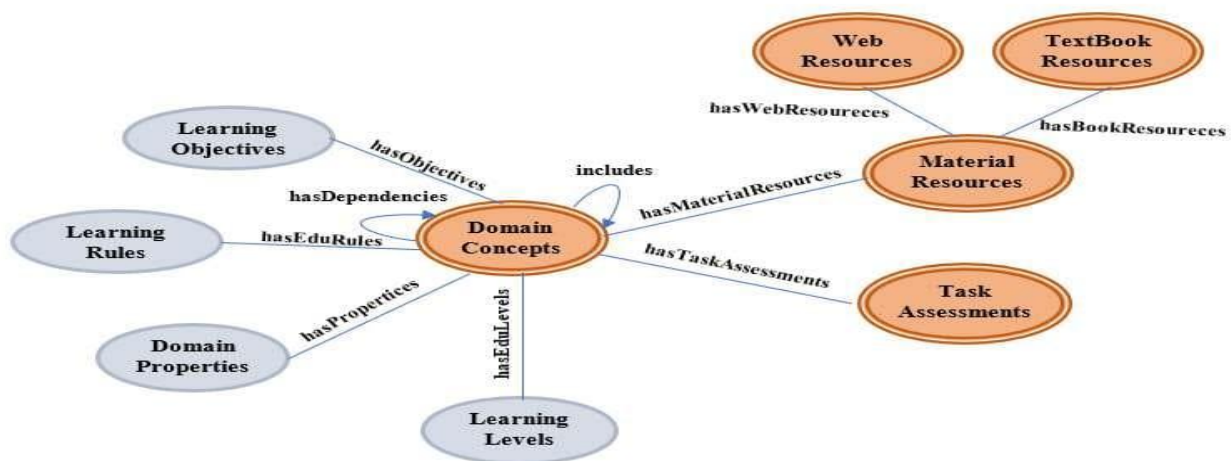 Web
Resources
TextBook
Resources
hasWebResoureces
hasBookResoureces
Learning
Objectives
hasObjectives
includes
Material
Resources
hasMaterialResources
hasDependencies
Learning
Rules
hasEduRules
Domain
Concepts
hasTaskAssessments
Task
Assessments
hasPropertices
hasEduLevels
Domain
Properties
Learning
Levels